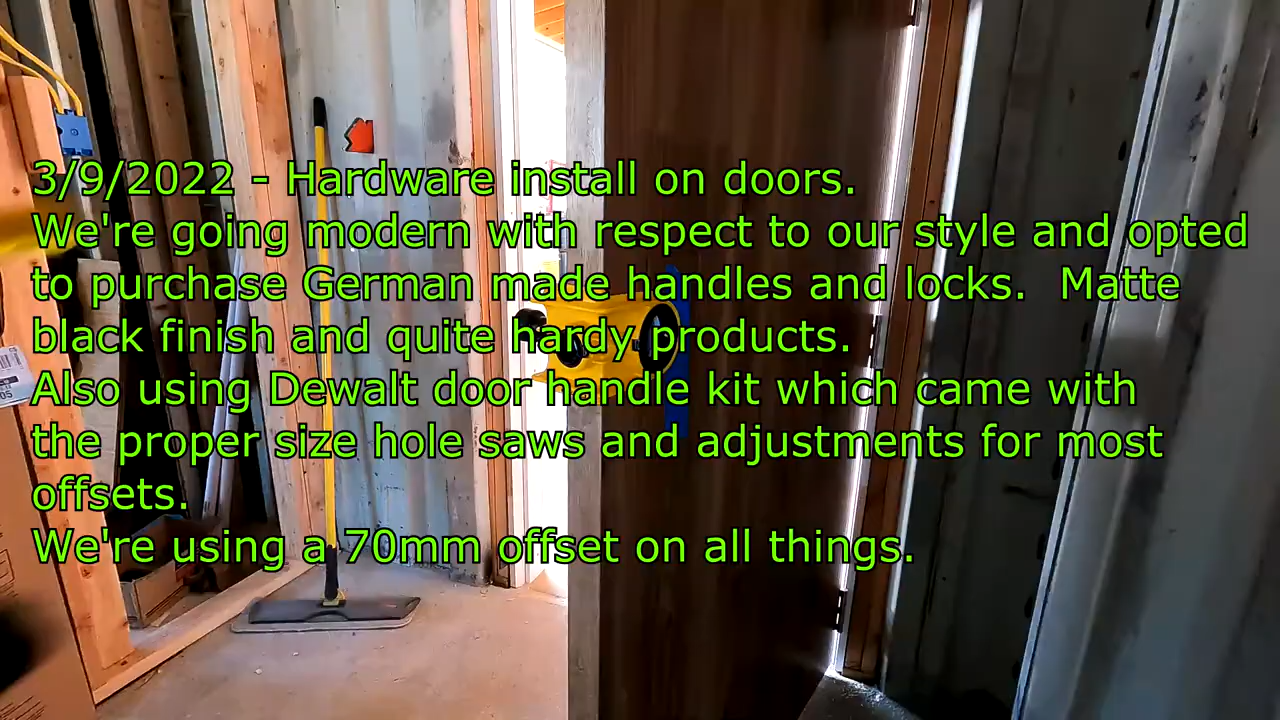 3/9/2022 - Hardware install on doors.
We're going modern with respect to our style and opted
to purchase German made handles and locks.  Matte
black finish and quite hardy products.
Also using Dewalt door handle kit which came with
the proper size hole saws and adjustments for most
offsets.
We're using a 70mm offset on all things.